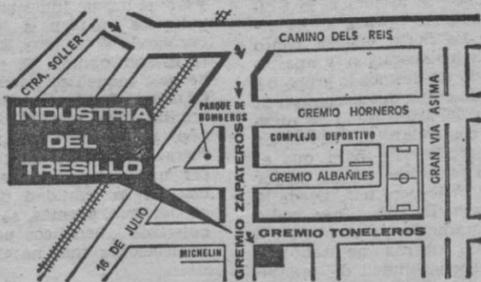 CAMINO DELS REIS
CTRA. SOLLER
INDUSTRIA
DEL
TRESILLO
PARQUE DE
BOMBEROS
GREMIO HORNEROS
COMPLEJO DEPORTIVO
GREMIO ALBAÑILES
GRAN VIA ASIMA
GREMIO ZAPATEROS
16 DE JULIO
GREMIO TONELEROS
MICHELIN